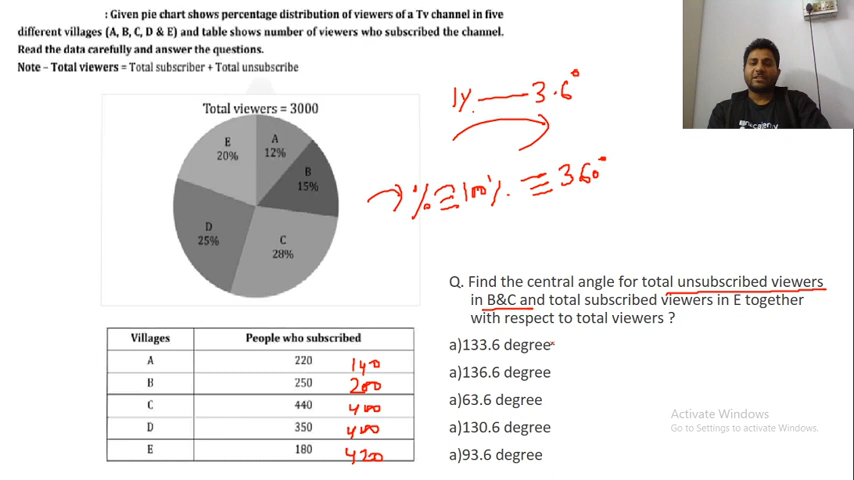 : Given pie chart shows percentage distribution of viewers of a Tv channel in five
different villages (A, B, C, D & E) and table shows number of viewers who subscribed the channel.
Read the data carefully and answer the questions.
Note – Total viewers = Total subscriber + Total unsubscribe
Total viewers = 3000
E
20%
A
12%
B
15%
D
25%
C
28%
1% — 3.6°
% ≡ 100% ≡ 360°
Q. Find the central angle for total unsubscribed viewers
in B&C and total subscribed viewers in E together
with respect to total viewers ?
a)133.6 degree
a)136.6 degree
a)63.6 degree
a)130.6 degree
a)93.6 degree
Villages People who subscribed
A 220 140
B 250 200
C 440 400
D 350 400
E 180 420
Activate Windows
Go to Settings to activate Windows.